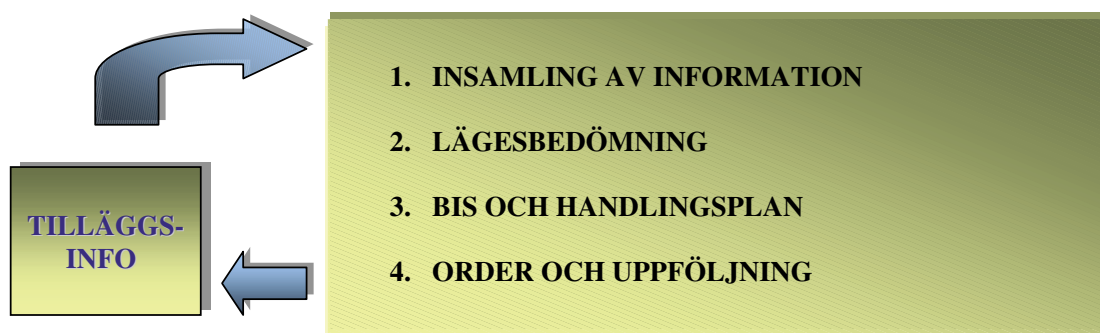 1. INSAMLING AV INFORMATION
2. LÄGESBEDÖMNING
3. BIS OCH HANDLINGSPLAN
4. ORDER OCH UPPFÖLJNING
TILLÄGGS-
INFO